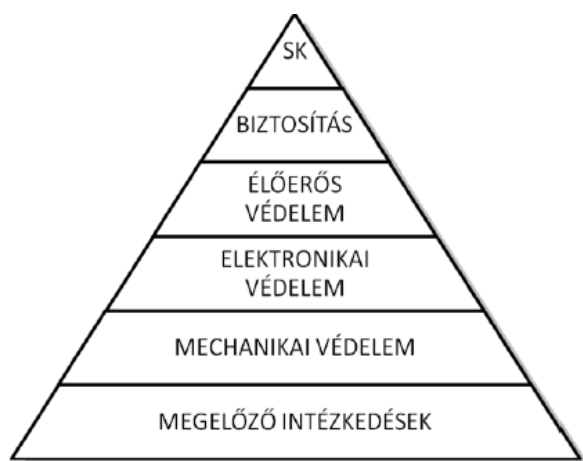 SK
BIZTOSÍTÁS
ÉLŐERŐS
VÉDELEM
ELEKTRONIKAI
VÉDELEM
MECHANIKAI VÉDELEM
MEGELŐZŐ INTÉZKEDÉSEK